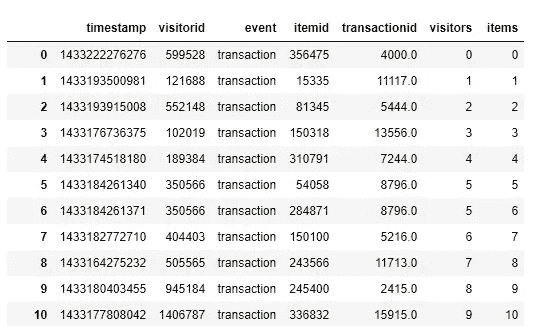 timestamp visitorid event itemid transactionid visitors items
0 1433222276276 599528 transaction 356475 4000.0 0 0
1 1433193500981 121688 transaction 15335 11117.0 1 1
2 1433193915008 552148 transaction 81345 5444.0 2 2
3 1433176736375 102019 transaction 150318 13556.0 3 3
4 1433174518180 189384 transaction 310791 7244.0 4 4
5 1433184261340 350566 transaction 54058 8796.0 5 5
6 1433184261371 350566 transaction 284871 8796.0 5 6
7 1433182772710 404403 transaction 150100 5216.0 6 7
8 1433164275232 505565 transaction 243566 11713.0 7 8
9 1433180403455 945184 transaction 245400 2415.0 8 9
10 1433177808042 1406787 transaction 336832 15915.0 9 10